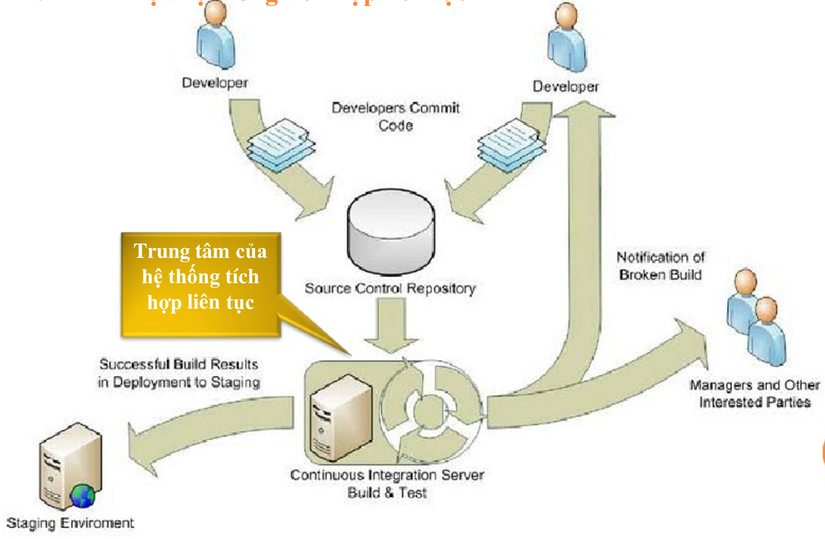 Developer
Developer
Developers Commit
Code
Trung tâm của
hệ thống tích
hợp liên tục
Source Control Repository
Notification of
Broken Build
Successful Build Results
in Deployment to Staging
Managers and Other
Interested Parties
Continuous Integration Server
Build & Test
Staging Enviroment